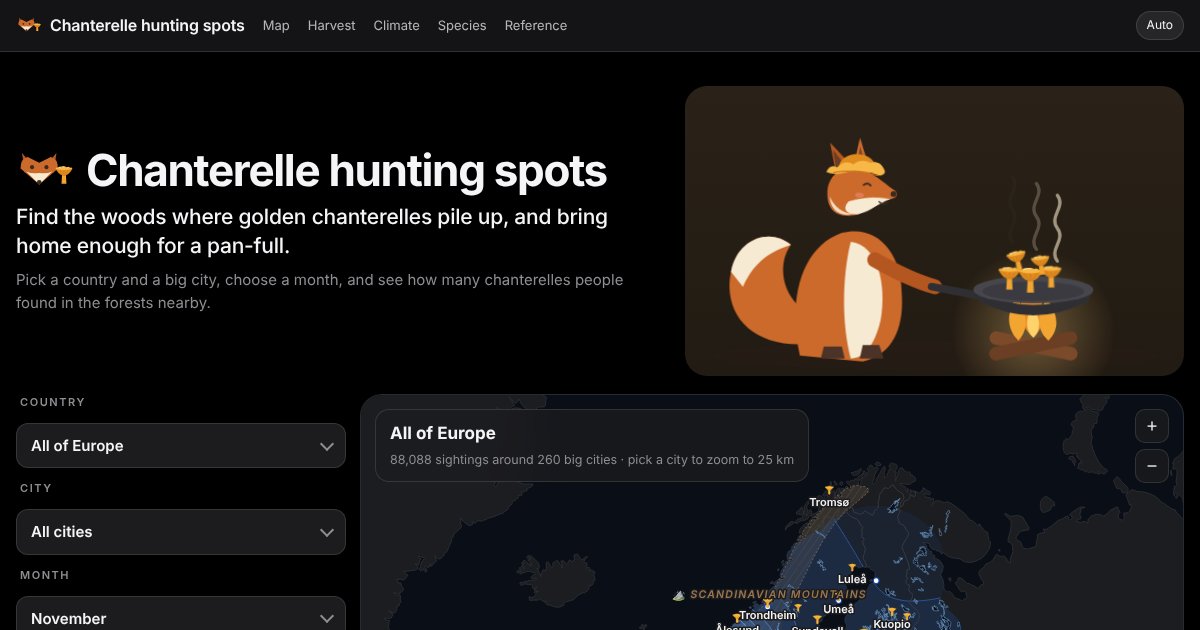 Chanterelle hunting spots Map Harvest Climate Species Reference Auto
Chanterelle hunting spots
Find the woods where golden chanterelles pile up, and bring
home enough for a pan-full.
Pick a country and a big city, choose a month, and see how many chanterelles people
found in the forests nearby.
COUNTRY
All of Europe
CITY
All cities
MONTH
November
All of Europe
88,088 sightings around 260 big cities · pick a city to zoom to 25 km
+
−
Tromsø
Luleå
SCANDINAVIAN MOUNTAINS
Umeå
Trondheim
Kuopio
Ålesund
Sundsvall